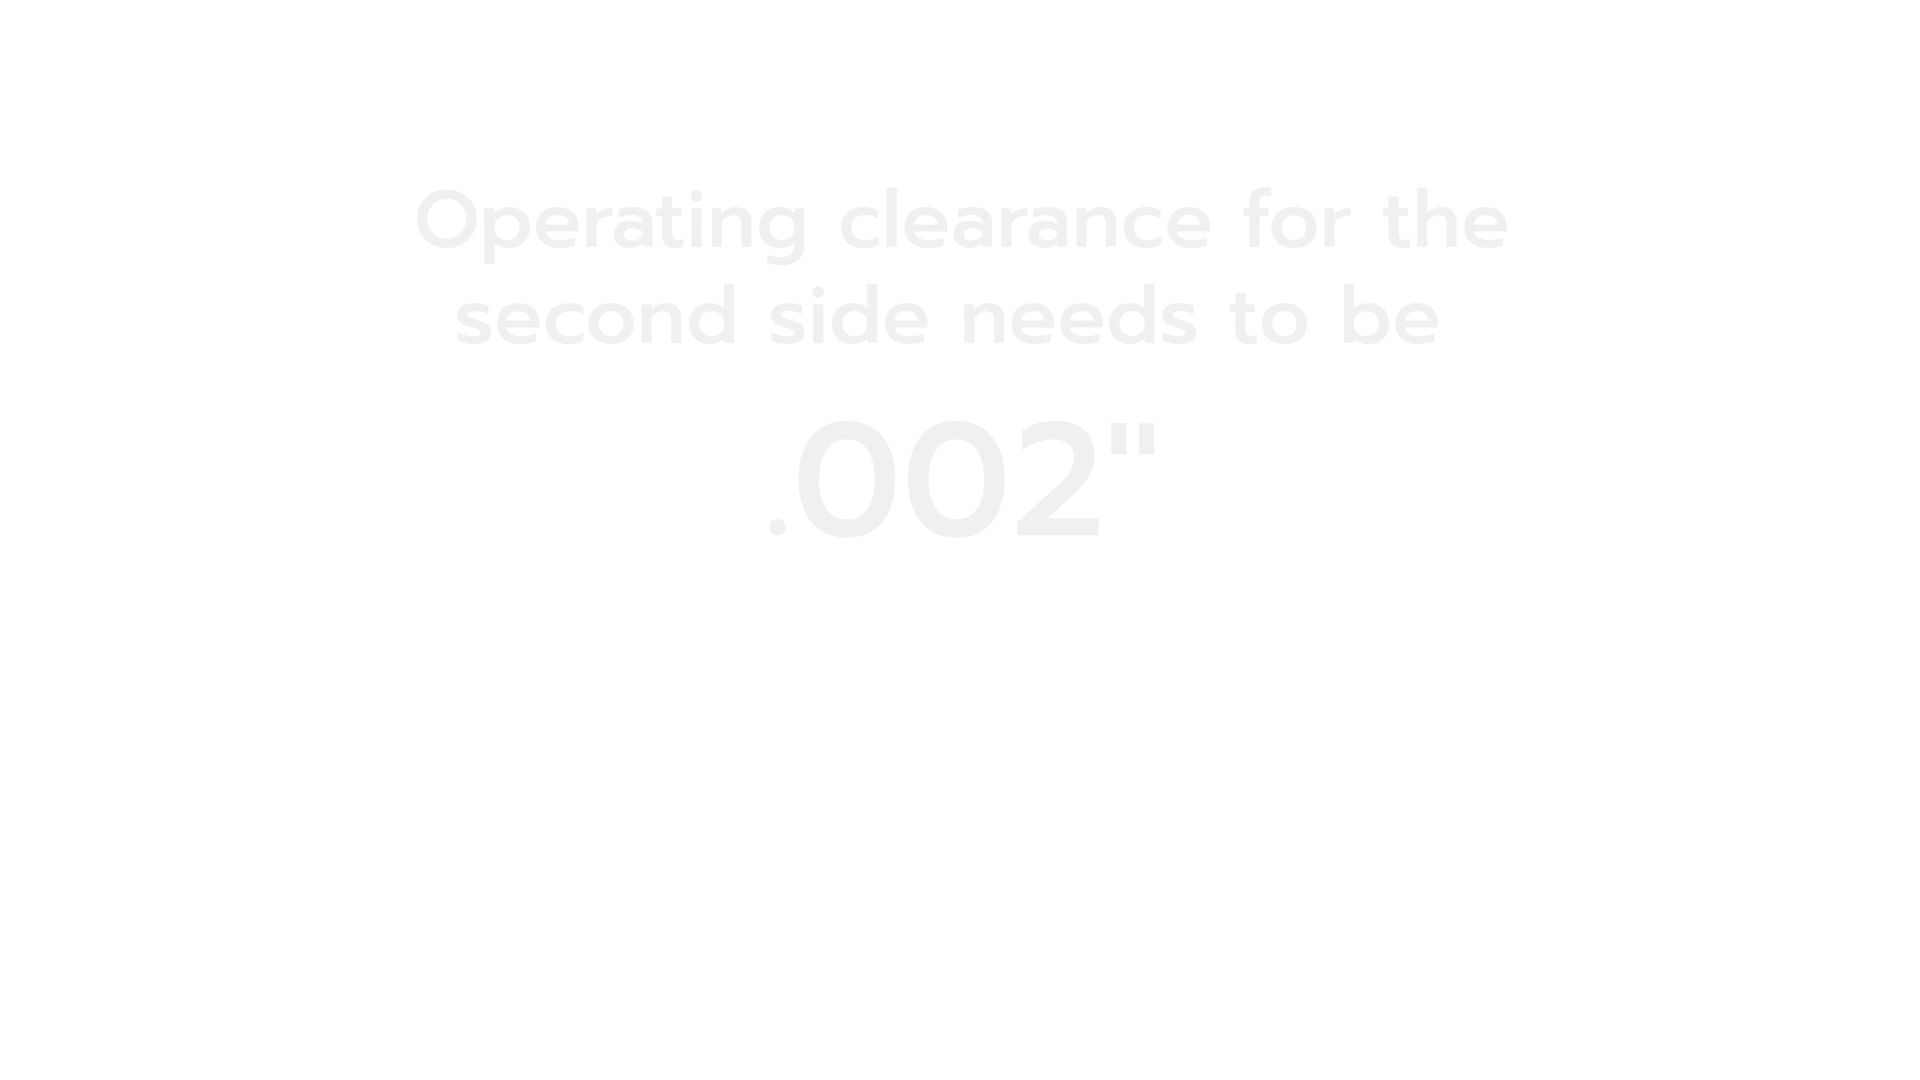 Operating clearance for the
second side needs to be
.002"